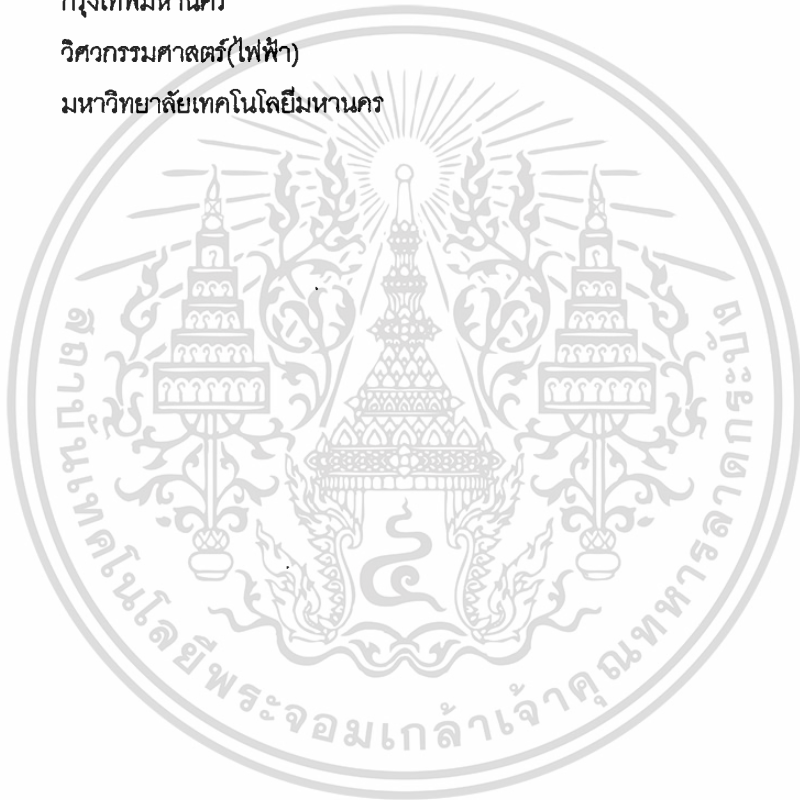 กรุงเทพมหานคร
วิศวกรรมศาสตร์(ไฟฟ้า)
มหาวิทยาลัยเทคโนโลยีมหานคร
สถาบันเทคโนโลยีพระจอมเกล้าเจ้าคุณทหารลาดกระบัง
๔